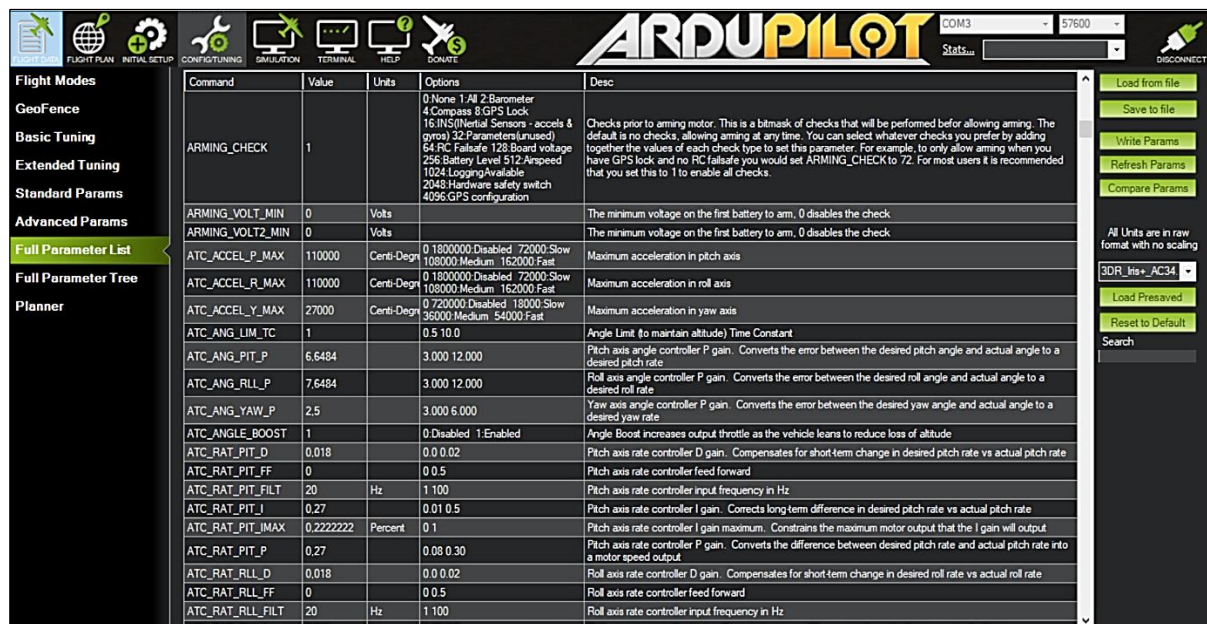 FLIGHT DATA FLIGHT PLAN INITIAL SETUP CONFIG/TUNING SIMULATION TERMINAL HELP DONATE
ARDUPILOT
COM3 57600
Stats...
DISCONNECT
Flight Modes
GeoFence
Basic Tuning
Extended Tuning
Standard Params
Advanced Params
Full Parameter List
Full Parameter Tree
Planner
Command Value Units Options Desc
ARMING_CHECK 1
0:None 1:All 2:Barometer
4:Compass 8:GPS Lock
16:INS(INertial Sensors - accels &
gyros) 32:Parameters(unused)
64:RC Failsafe 128:Board voltage
256:Battery Level 512:Airspeed
1024:LoggingAvailable
2048:Hardware safety switch
4096:GPS configuration
Checks prior to arming motor. This is a bitmask of checks that will be performed befor allowing arming. The
default is no checks, allowing arming at any time. You can select whatever checks you prefer by adding
together the values of each check type to set this parameter. For example, to only allow arming when you
have GPS lock and no RC failsafe you would set ARMING_CHECK to 72. For most users it is recommended
that you set this to 1 to enable all checks.
ARMING_VOLT_MIN 0 Volts The minimum voltage on the first battery to arm, 0 disables the check
ARMING_VOLT2_MIN 0 Volts The minimum voltage on the first battery to arm, 0 disables the check
ATC_ACCEL_P_MAX 110000 Centi-Degre
0 1800000:Disabled 72000:Slow
108000:Medium 162000:Fast
Maximum acceleration in pitch axis
ATC_ACCEL_R_MAX 110000 Centi-Degre
0 1800000:Disabled 72000:Slow
108000:Medium 162000:Fast
Maximum acceleration in roll axis
ATC_ACCEL_Y_MAX 27000 Centi-Degre
0 720000:Disabled 18000:Slow
36000:Medium 54000:Fast
Maximum acceleration in yaw axis
ATC_ANG_LIM_TC 1 0.5 10.0 Angle Limit (to maintain altitude) Time Constant
ATC_ANG_PIT_P 6,6484 3.000 12.000
Pitch axis angle controller P gain. Converts the error between the desired pitch angle and actual angle to a
desired pitch rate
ATC_ANG_RLL_P 7,6484 3.000 12.000
Roll axis angle controller P gain. Converts the error between the desired roll angle and actual angle to a
desired roll rate
ATC_ANG_YAW_P 2,5 3.000 6.000
Yaw axis angle controller P gain. Converts the error between the desired yaw angle and actual angle to a
desired yaw rate
ATC_ANGLE_BOOST 1 0:Disabled 1:Enabled Angle Boost increases output throttle as the vehicle leans to reduce loss of altitude
ATC_RAT_PIT_D 0,018 0.0 0.02 Pitch axis rate controller D gain. Compensates for short-term change in desired pitch rate vs actual pitch rate
ATC_RAT_PIT_FF 0 0 0.5 Pitch axis rate controller feed forward
ATC_RAT_PIT_FILT 20 Hz 1 100 Pitch axis rate controller input frequency in Hz
ATC_RAT_PIT_I 0,27 0.01 0.5 Pitch axis rate controller I gain. Corrects long-term difference in desired pitch rate vs actual pitch rate
ATC_RAT_PIT_IMAX 0,2222222 Percent 0 1 Pitch axis rate controller I gain maximum. Constrains the maximum motor output that the I gain will output
ATC_RAT_PIT_P 0,27 0.08 0.30
Pitch axis rate controller P gain. Converts the difference between desired pitch rate and actual pitch rate into
a motor speed output
ATC_RAT_RLL_D 0,018 0.0 0.02 Roll axis rate controller D gain. Compensates for short-term change in desired roll rate vs actual roll rate
ATC_RAT_RLL_FF 0 0 0.5 Roll axis rate controller feed forward
ATC_RAT_RLL_FILT 20 Hz 1 100 Roll axis rate controller input frequency in Hz
Load from file
Save to file
Write Params
Refresh Params
Compare Params
All Units are in raw
format with no scaling
3DR_Iris+_AC34.
Load Presaved
Reset to Default
Search